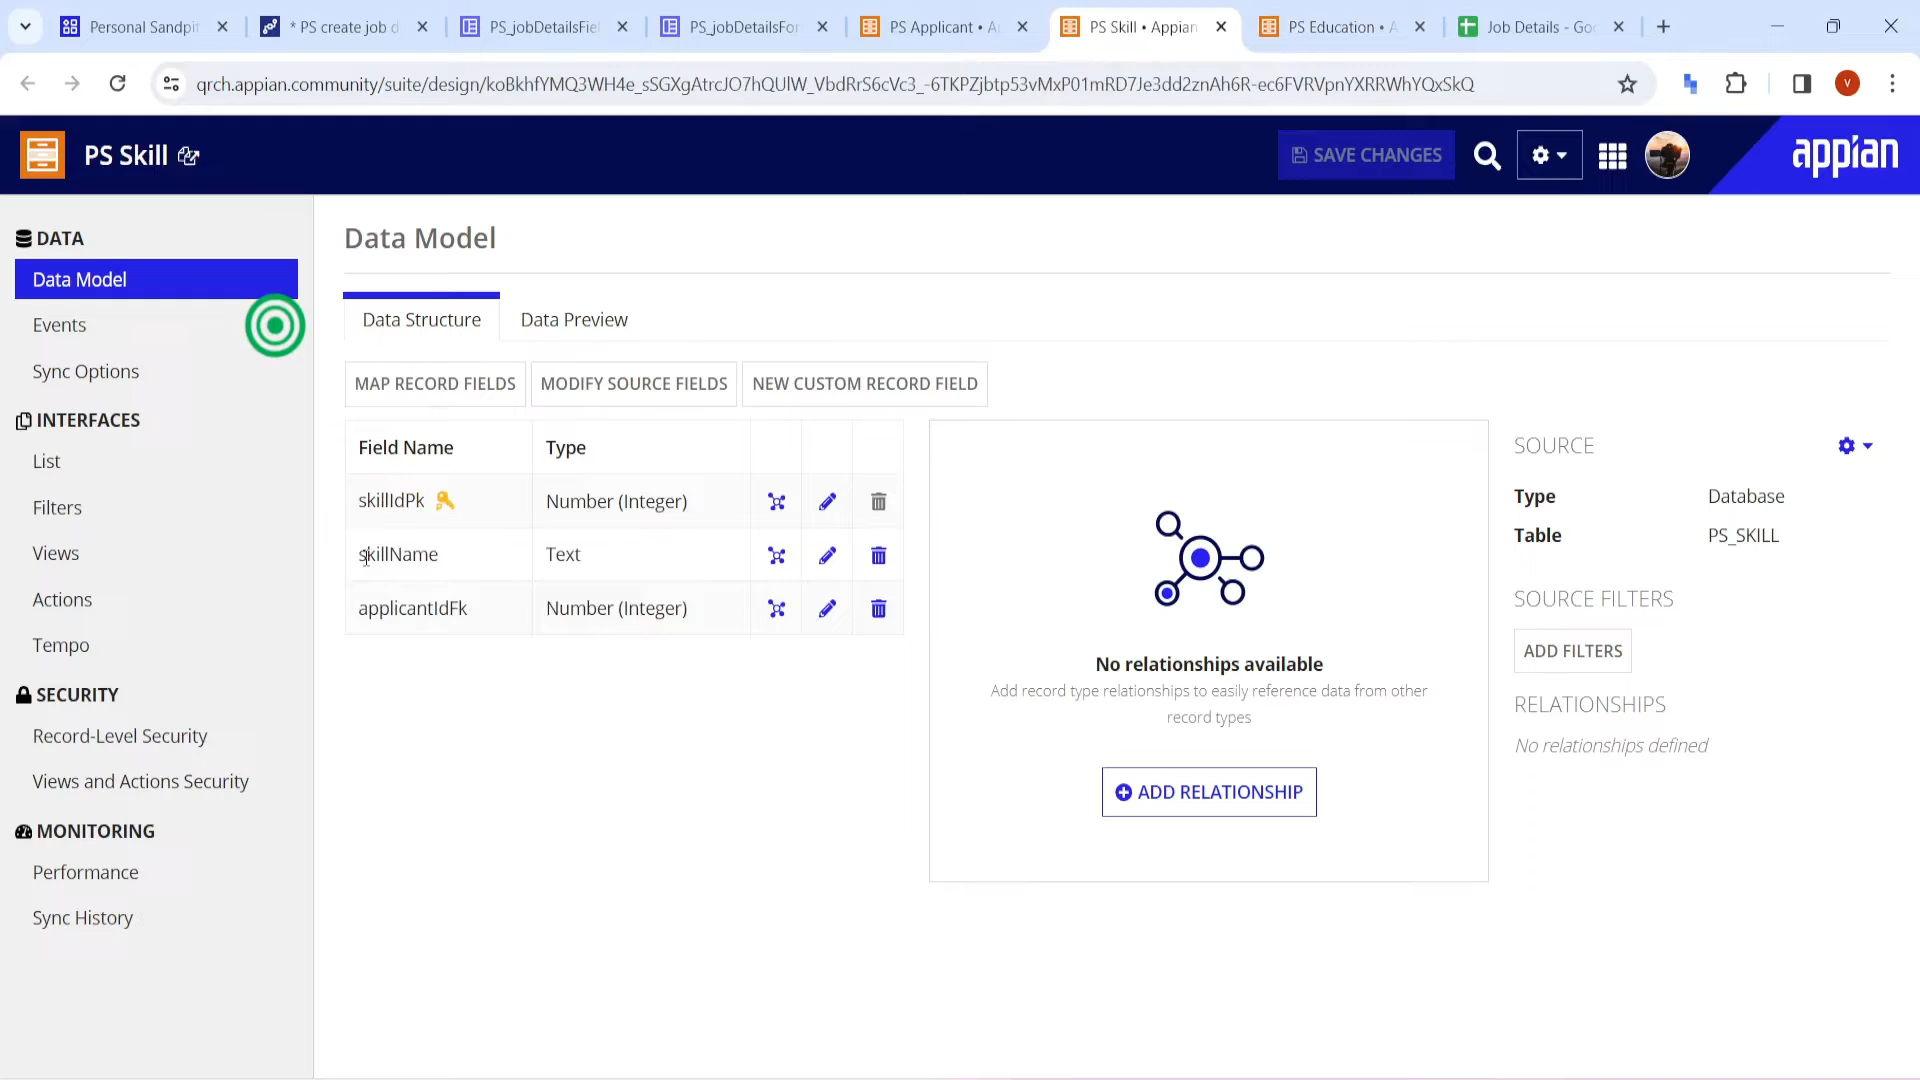 Personal Sandpit
* PS create job d
PS_jobDetailsFie
PS_jobDetailsFor
PS Applicant • A
PS Skill • Appian
PS Education • A
Job Details - Goo
qrch.appian.community/suite/design/koBkhfYMQ3WH4e_sSGXgAtrcJO7hQUlW_VbdRrS6cVc3_-6TKPZjbtp53vMxP01mRD7Je3dd2znAh6R-ec6FVRVpnYXRRWhYQxSkQ
V
PS Skill
SAVE CHANGES
appian
DATA
Data Model
Events
Sync Options
INTERFACES
List
Filters
Views
Actions
Tempo
SECURITY
Record-Level Security
Views and Actions Security
MONITORING
Performance
Sync History
Data Model
Data Structure
Data Preview
MAP RECORD FIELDS
MODIFY SOURCE FIELDS
NEW CUSTOM RECORD FIELD
Field Name Type
skillIdPk Number (Integer)
skillName Text
applicantIdFk Number (Integer)
No relationships available
Add record type relationships to easily reference data from other
record types
ADD RELATIONSHIP
SOURCE
Type Database
Table PS_SKILL
SOURCE FILTERS
ADD FILTERS
RELATIONSHIPS
No relationships defined